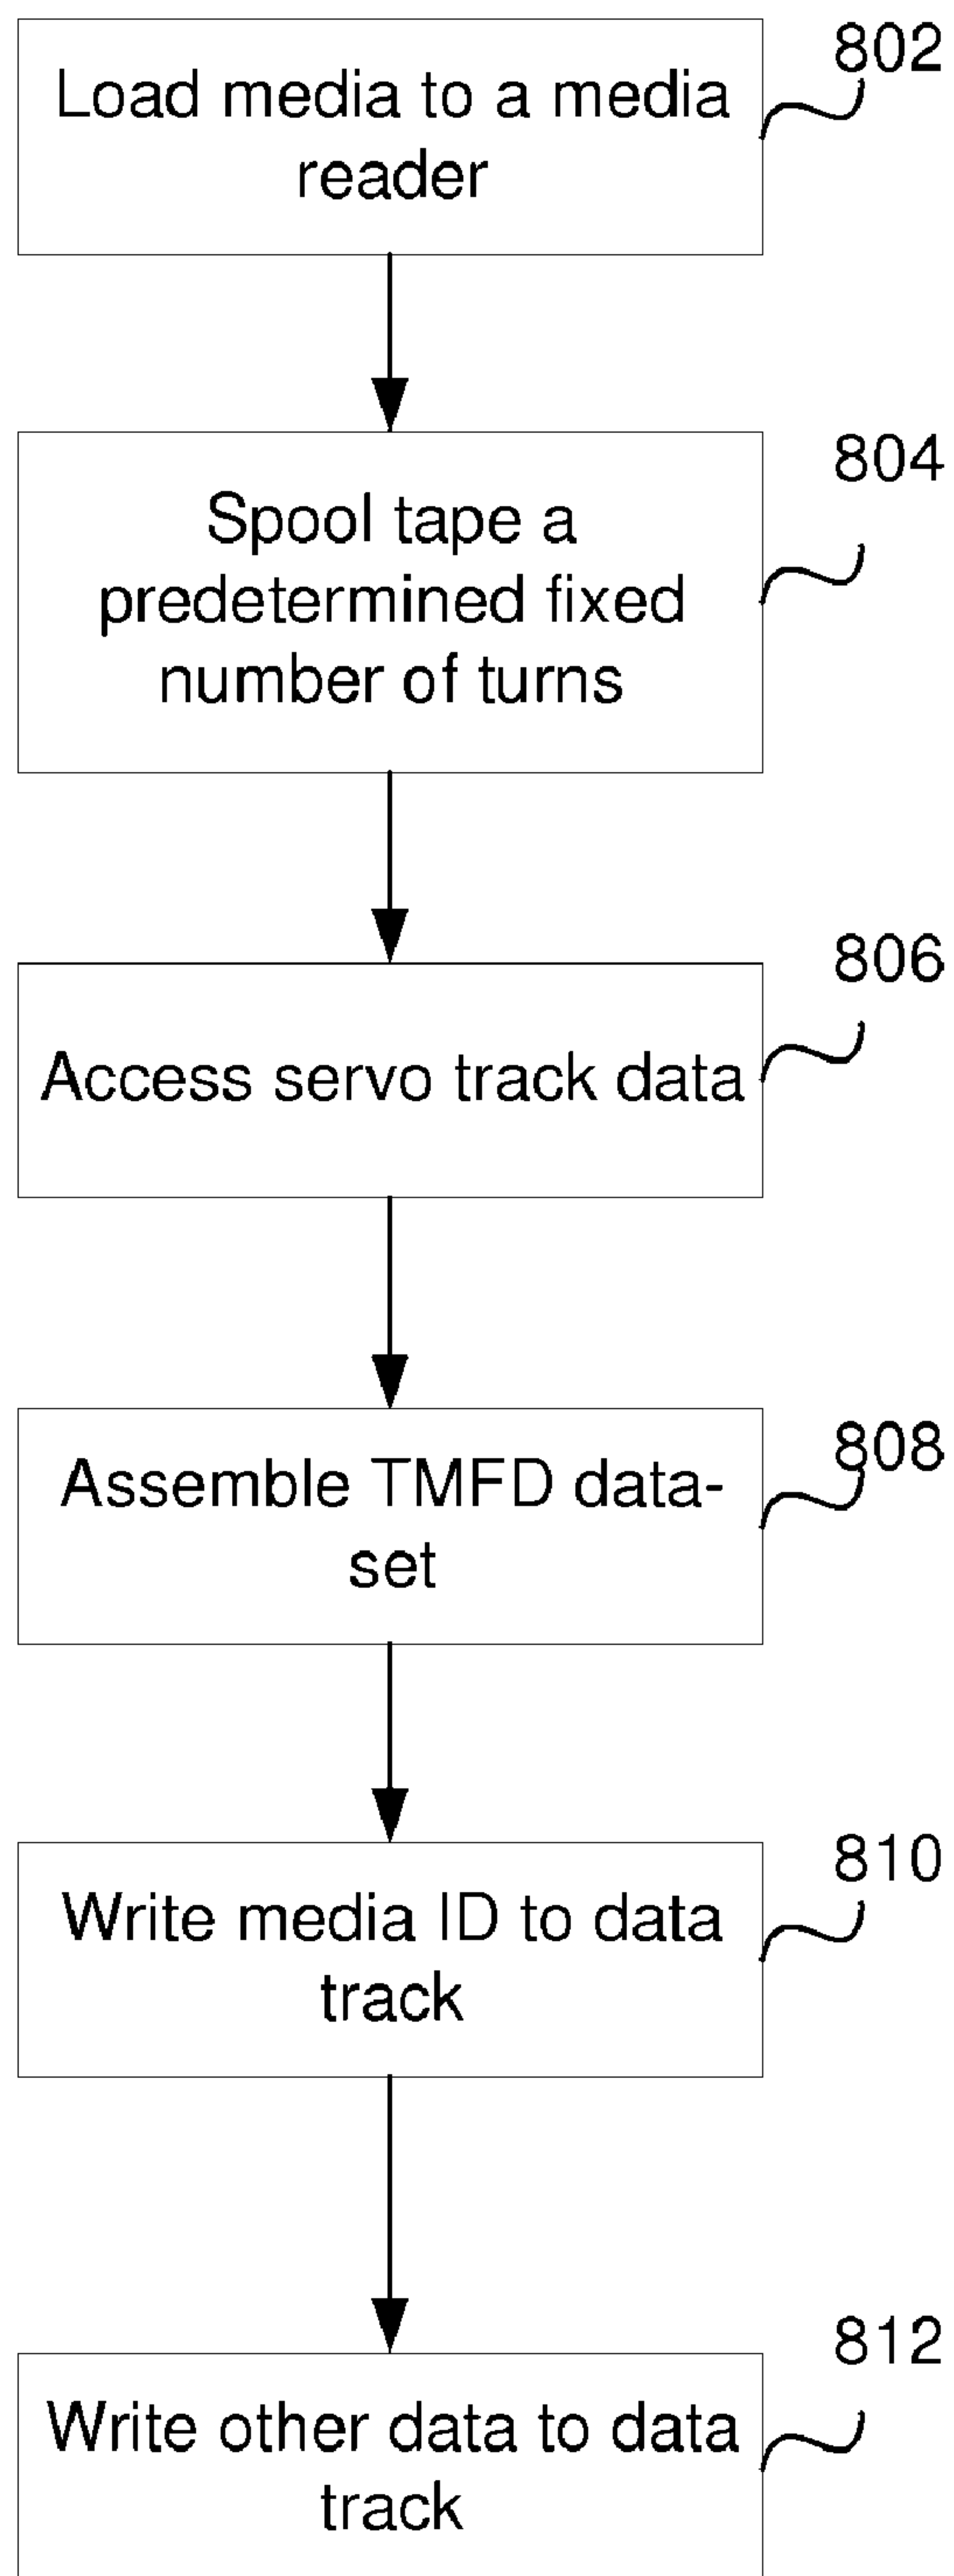 802
Load media to a media
reader
804
Spool tape a
predetermined fixed
number of turns
806
Access servo track data
808
Assemble TMFD data-
set
810
Write media ID to data
track
812
Write other data to data
track